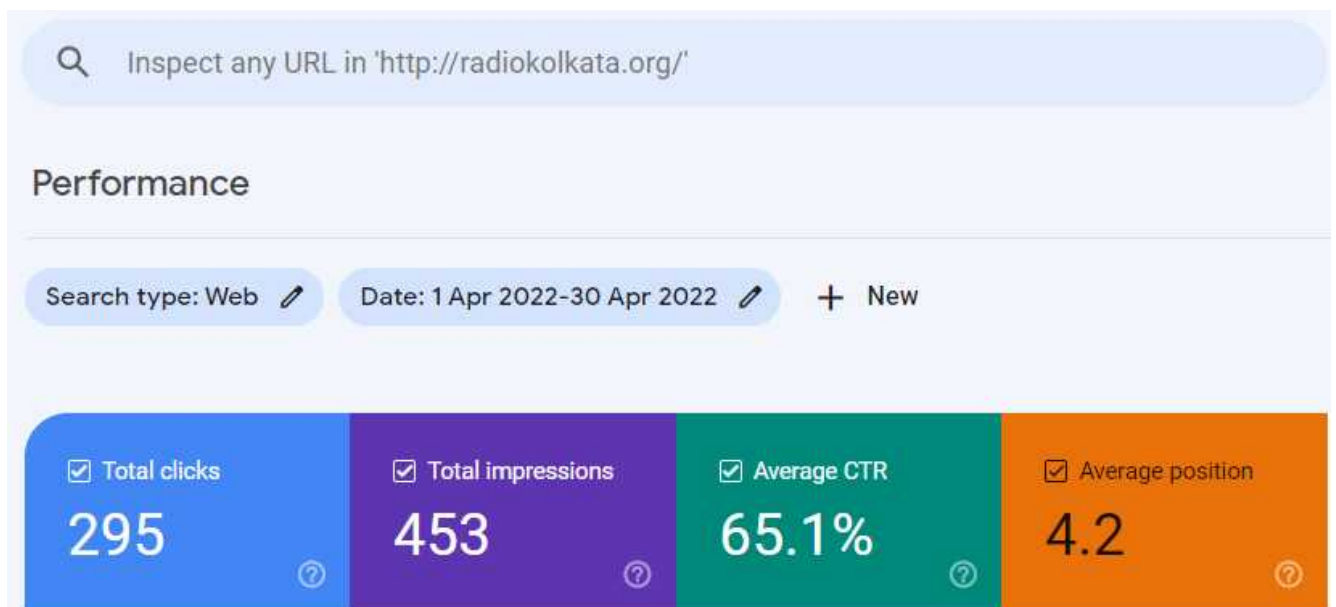 Inspect any URL in 'http://radiokolkata.org/'
Performance
Search type: Web Date: 1 Apr 2022-30 Apr 2022 + New
Total clicks Total impressions Average CTR Average position
295 453 65.1% 4.2